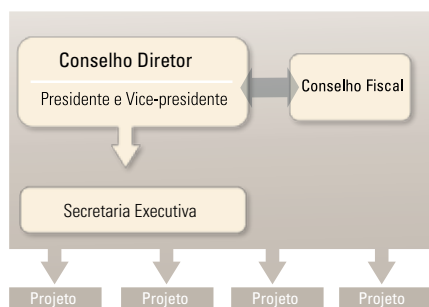 Conselho Diretor
Presidente e Vice-presidente
Conselho Fiscal
Secretaria Executiva
Projeto Projeto Projeto Projeto